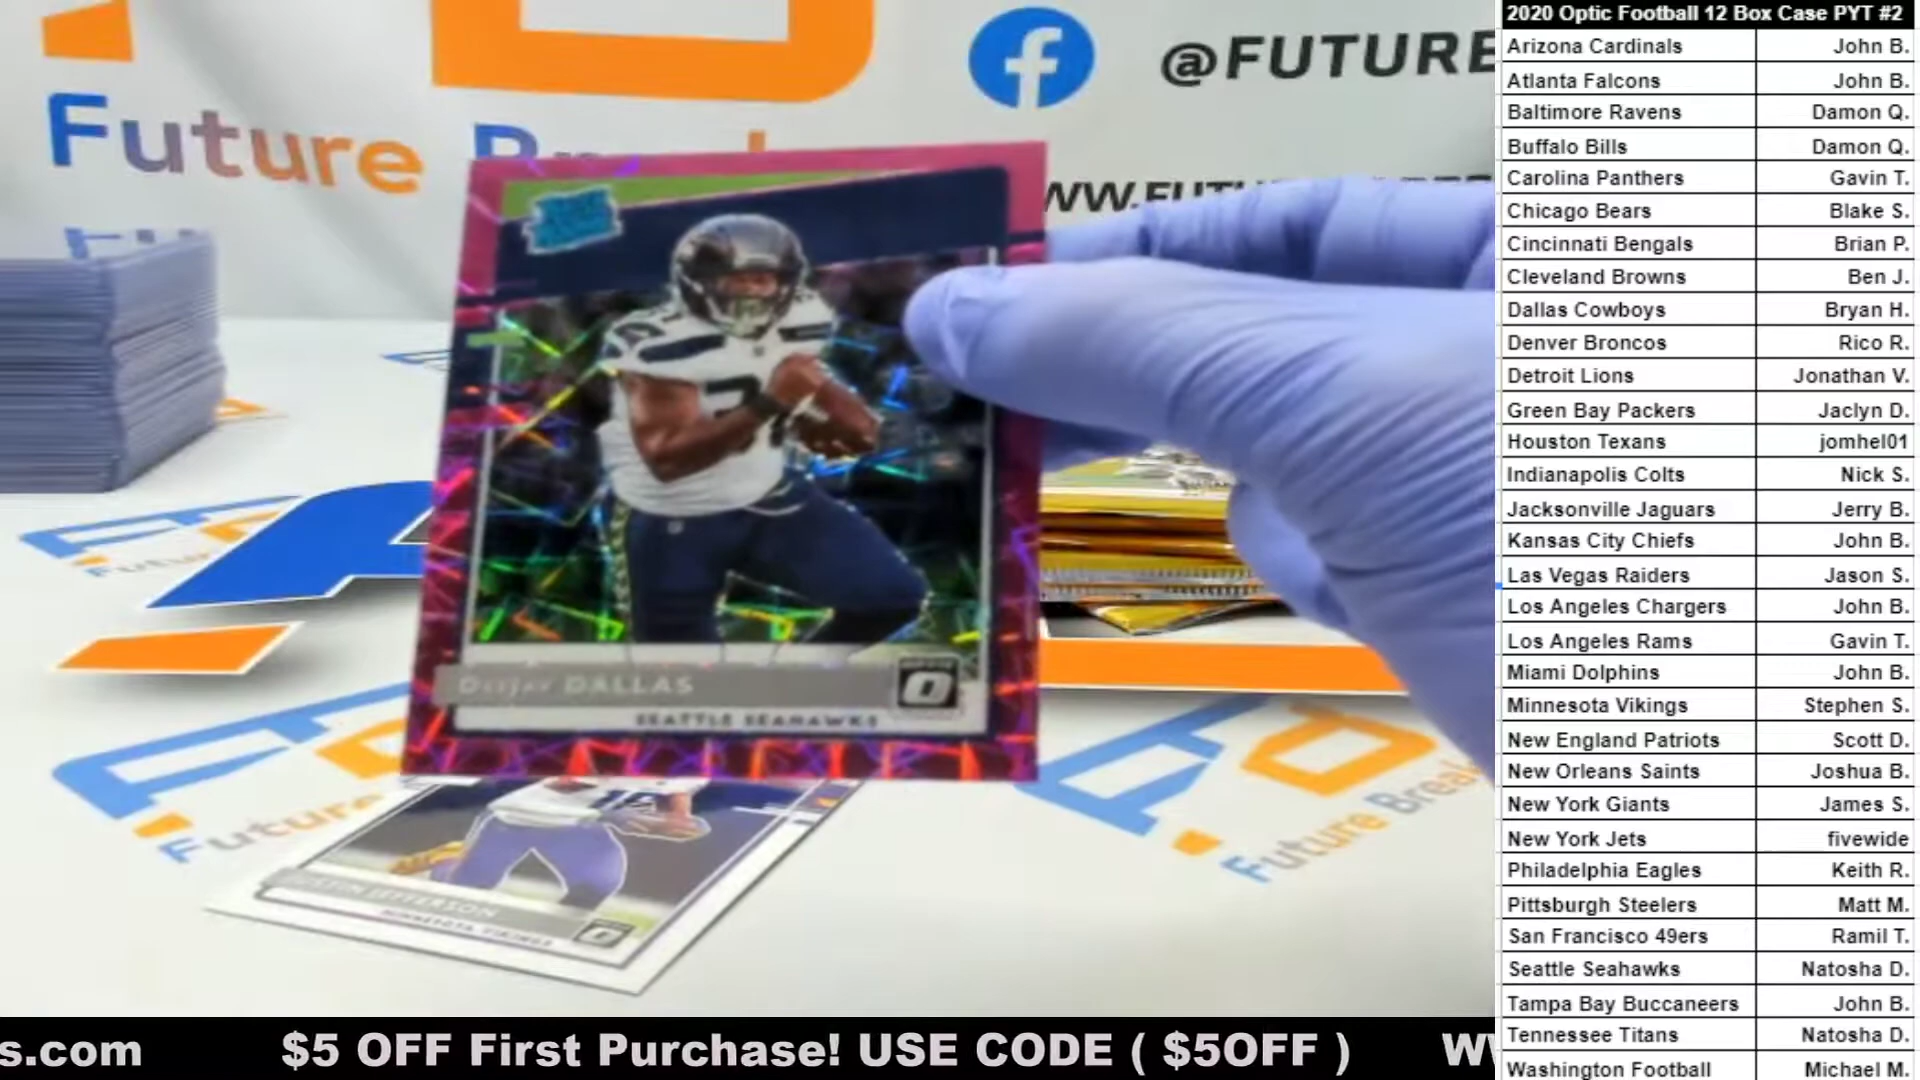 2020 Optic Football 12 Box Case PYT #2
Arizona Cardinals John B.
Atlanta Falcons John B.
Baltimore Ravens Damon Q.
Buffalo Bills Damon Q.
Carolina Panthers Gavin T.
Chicago Bears Blake S.
Cincinnati Bengals Brian P.
Cleveland Browns Ben J.
Dallas Cowboys Bryan H.
Denver Broncos Rico R.
Detroit Lions Jonathan V.
Green Bay Packers Jaclyn D.
Houston Texans jomhel01
Indianapolis Colts Nick S.
Jacksonville Jaguars Jerry B.
Kansas City Chiefs John B.
Las Vegas Raiders Jason S.
Los Angeles Chargers John B.
Los Angeles Rams Gavin T.
Miami Dolphins John B.
Minnesota Vikings Stephen S.
New England Patriots Scott D.
New Orleans Saints Joshua B.
New York Giants James S.
New York Jets fivewide
Philadelphia Eagles Keith R.
Pittsburgh Steelers Matt M.
San Francisco 49ers Ramil T.
Seattle Seahawks Natosha D.
Tampa Bay Buccaneers John B.
Tennessee Titans Natosha D.
Washington Football Michael M.
@FUTURE
Future
DeeJay DALLAS
SEATTLE SEAHAWKS
JEFFERSON
MINNESOTA VIKINGS
Future
Future
Future Break
s.com $5 OFF First Purchase! USE CODE ( $5OFF )